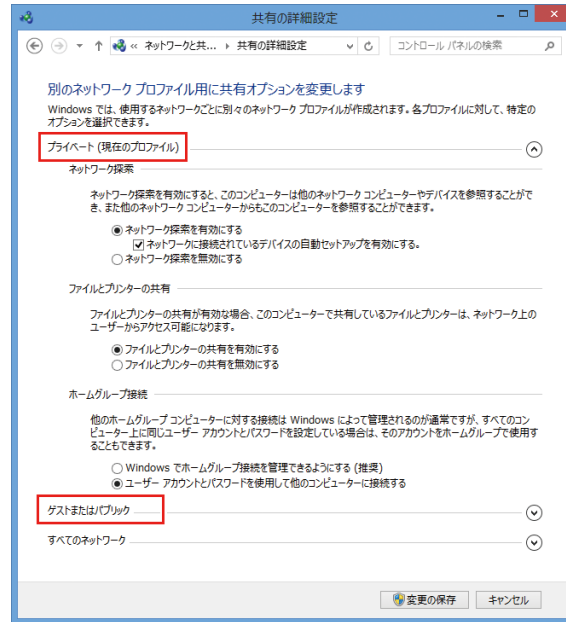 共有の詳細設定
« ネットワークと共... ▸ 共有の詳細設定
コントロール パネルの検索
別のネットワーク プロファイル用に共有オプションを変更します
Windows では、使用するネットワークごとに別々のネットワーク プロファイルが作成されます。各プロファイルに対して、特定の
オプションを選択できます。
プライベート (現在のプロファイル)
ネットワーク探索
ネットワーク探索を有効にすると、このコンピューターは他のネットワーク コンピューターやデバイスを参照することがで
き、また他のネットワーク コンピューターからもこのコンピューターを参照することができます。
ネットワーク探索を有効にする
ネットワークに接続されているデバイスの自動セットアップを有効にする。
ネットワーク探索を無効にする
ファイルとプリンターの共有
ファイルとプリンターの共有が有効な場合、このコンピューターで共有しているファイルとプリンターは、ネットワーク上の
ユーザーからアクセス可能になります。
ファイルとプリンターの共有を有効にする
ファイルとプリンターの共有を無効にする
ホームグループ接続
他のホームグループ コンピューターに対する接続は Windows によって管理されるのが通常ですが、すべてのコン
ピューター上に同じユーザー アカウントとパスワードを設定している場合は、そのアカウントをホームグループで使用す
ることもできます。
Windows でホームグループ接続を管理できるようにする (推奨)
ユーザー アカウントとパスワードを使用して他のコンピューターに接続する
ゲストまたはパブリック
すべてのネットワーク
変更の保存
キャンセル